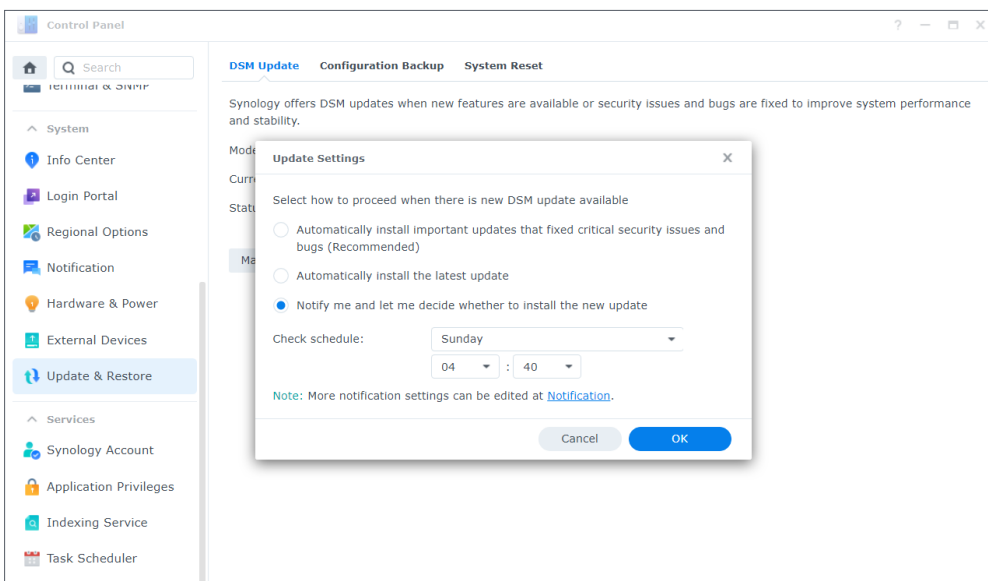 Control Panel
?
Search
DSM Update Configuration Backup System Reset
Terminal & SNMP
Synology offers DSM updates when new features are available or security issues and bugs are fixed to improve system performance
and stability.
System
Info Center
Login Portal
Regional Options
Notification
Hardware & Power
External Devices
Update & Restore
Services
Synology Account
Application Privileges
Indexing Service
Task Scheduler
Mode
Curr
Statu
Ma
Update Settings
Select how to proceed when there is new DSM update available
Automatically install important updates that fixed critical security issues and
bugs (Recommended)
Automatically install the latest update
Notify me and let me decide whether to install the new update
Check schedule: Sunday
04 : 40
Note: More notification settings can be edited at Notification.
Cancel OK